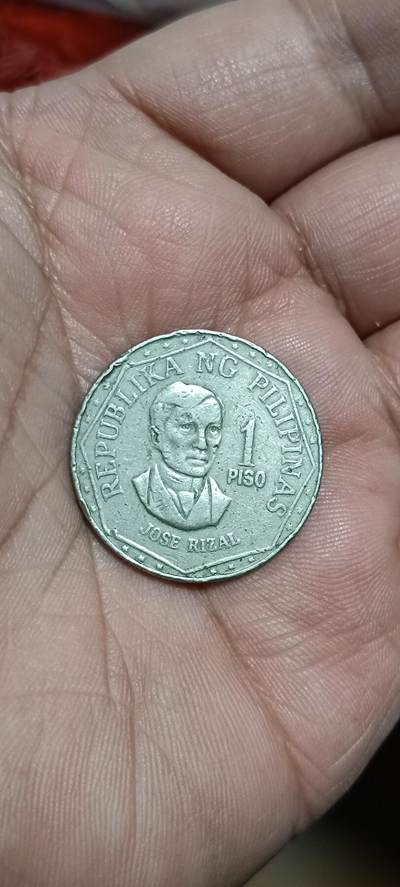 REPUBLIKA NG PILIPINAS
1
PISO
JOSE RIZAL